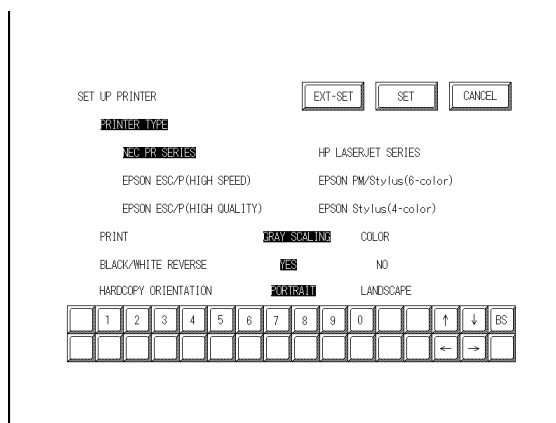 SET UP PRINTER EXT-SET SET CANCEL
PRINTER TYPE
NEC PR SERIES HP LASERJET SERIES
EPSON ESC/P(HIGH SPEED) EPSON PM/Stylus(6-color)
EPSON ESC/P(HIGH QUALITY) EPSON Stylus(4-color)
PRINT GRAY SCALING COLOR
BLACK/WHITE REVERSE YES NO
HARDCOPY ORIENTATION PORTRAIT LANDSCAPE
1 2 3 4 5 6 7 8 9 0 ↑ ↓ BS
← →